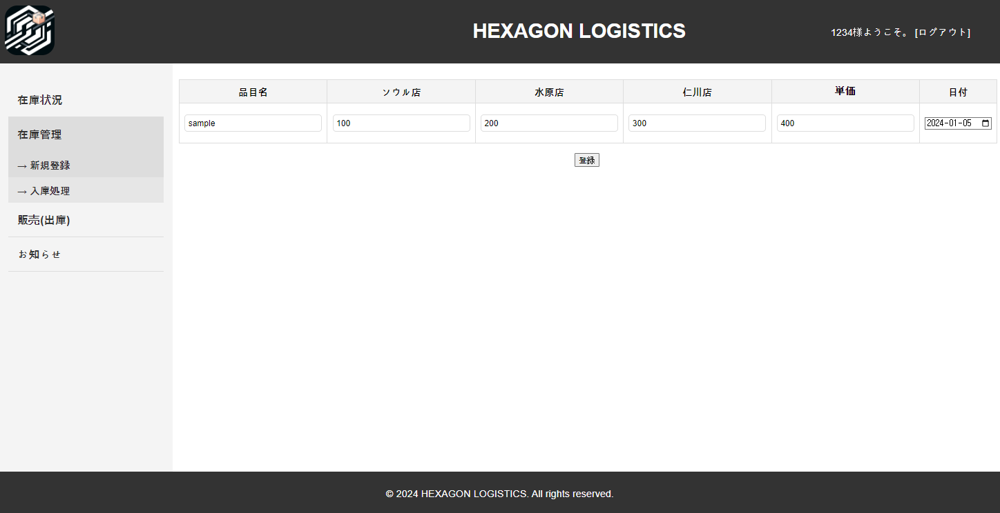 HEXAGON LOGISTICS
1234様ようこそ。 [ログアウト]
在庫状況
在庫管理
→ 新規登録
→ 入庫処理
販売(出庫)
お知らせ
品目名 ソウル店 水原店 仁川店 単価 日付
sample 100 200 300 400 2024-01-05
登録
© 2024 HEXAGON LOGISTICS. All rights reserved.